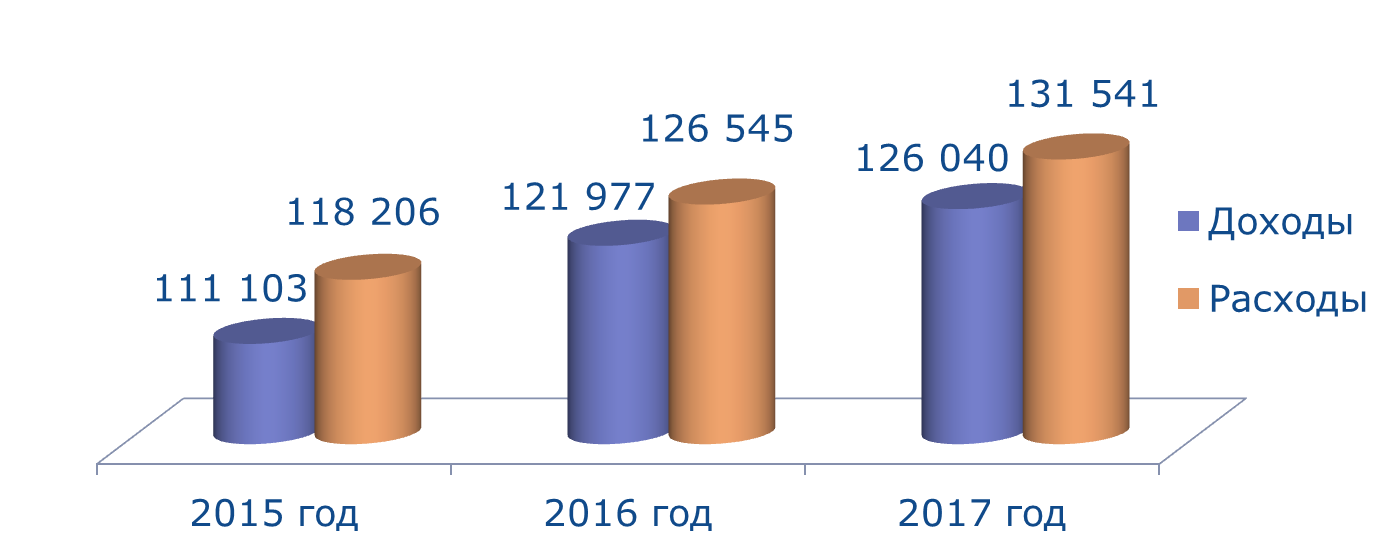 131 541
126 545
126 040
121 977
118 206
111 103
Доходы
Расходы
2015 год
2016 год
2017 год